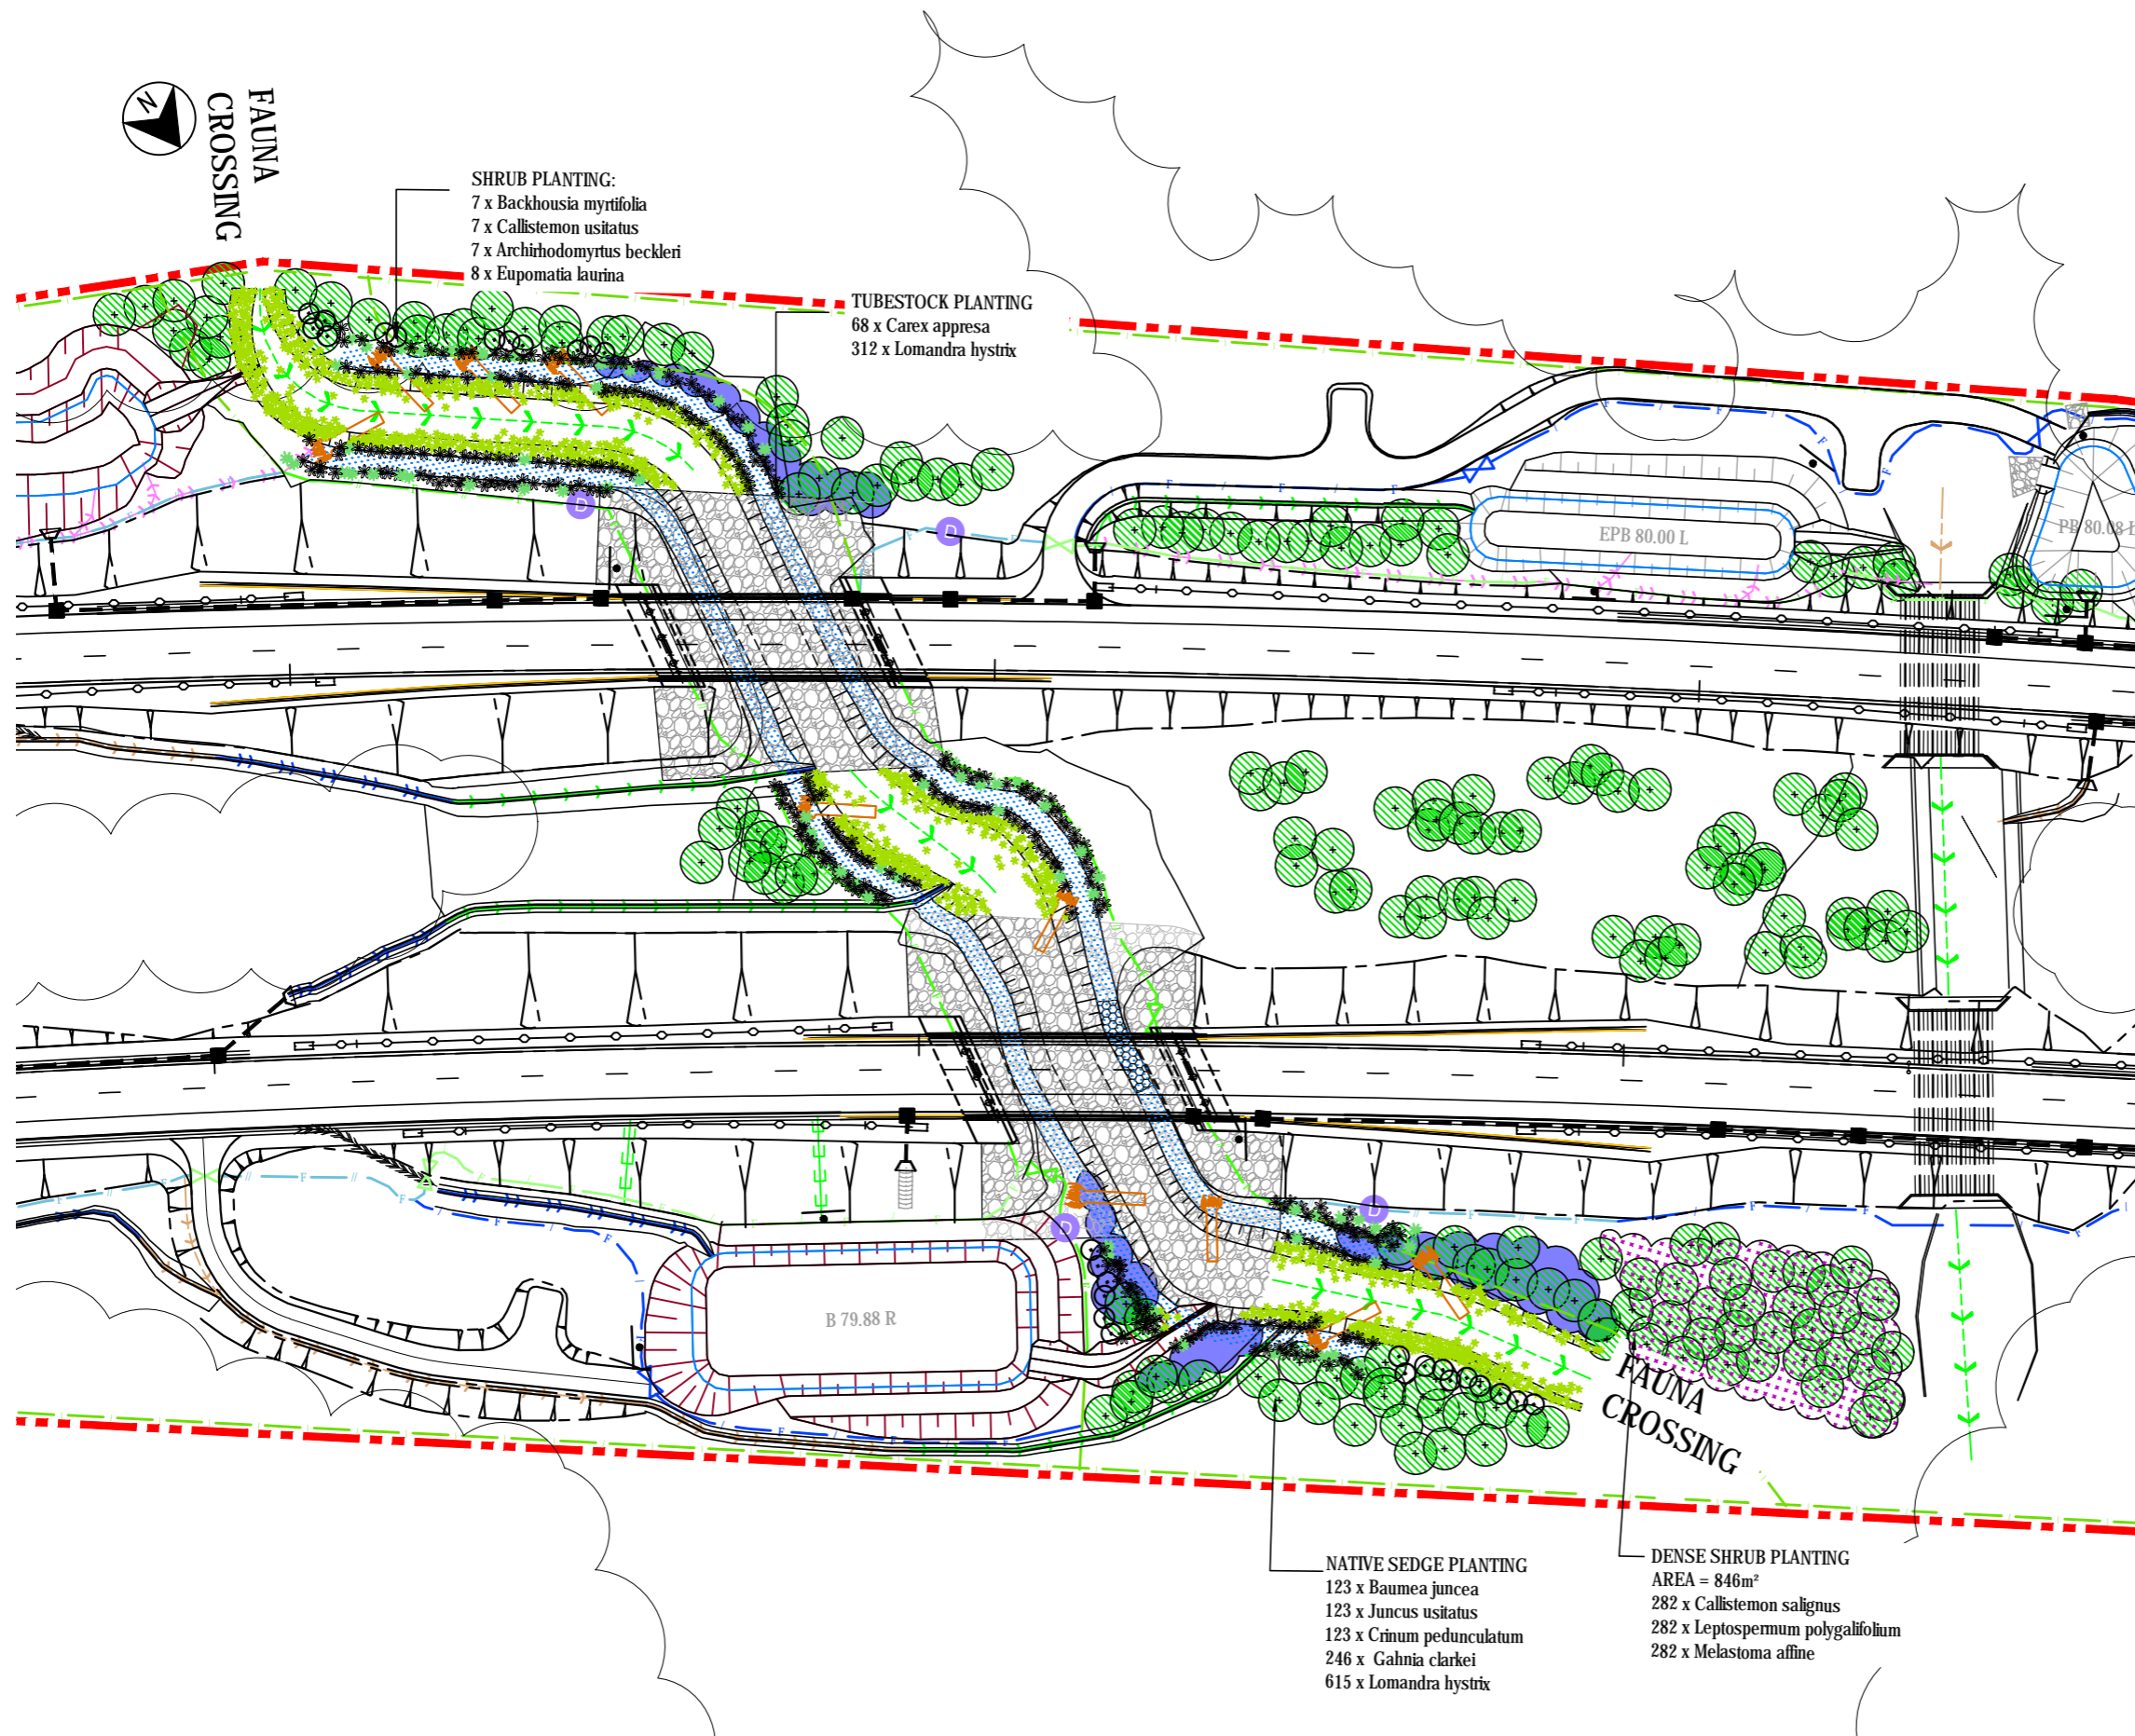 N
FAUNA
CROSSING
SHRUB PLANTING:
7 x Backhousia myrtifolia
7 x Callistemon usitatus
7 x Archirhodomyrtus beckleri
8 x Eupomatia laurina
TUBESTOCK PLANTING
68 x Carex appresa
312 x Lomandra hystrix
D
D
EPB 80.00 L
PB 80.08 L
F
F
F
F
F
B 79.88 R
D
D
F
F
F
F
F
F
F
F
FAUNA
CROSSING
NATIVE SEDGE PLANTING
123 x Baumea juncea
123 x Juncus usitatus
123 x Crinum pedunculatum
246 x Gahnia clarkei
615 x Lomandra hystrix
DENSE SHRUB PLANTING
AREA = 846m²
282 x Callistemon salignus
282 x Leptospermum polygalifolium
282 x Melastoma affine